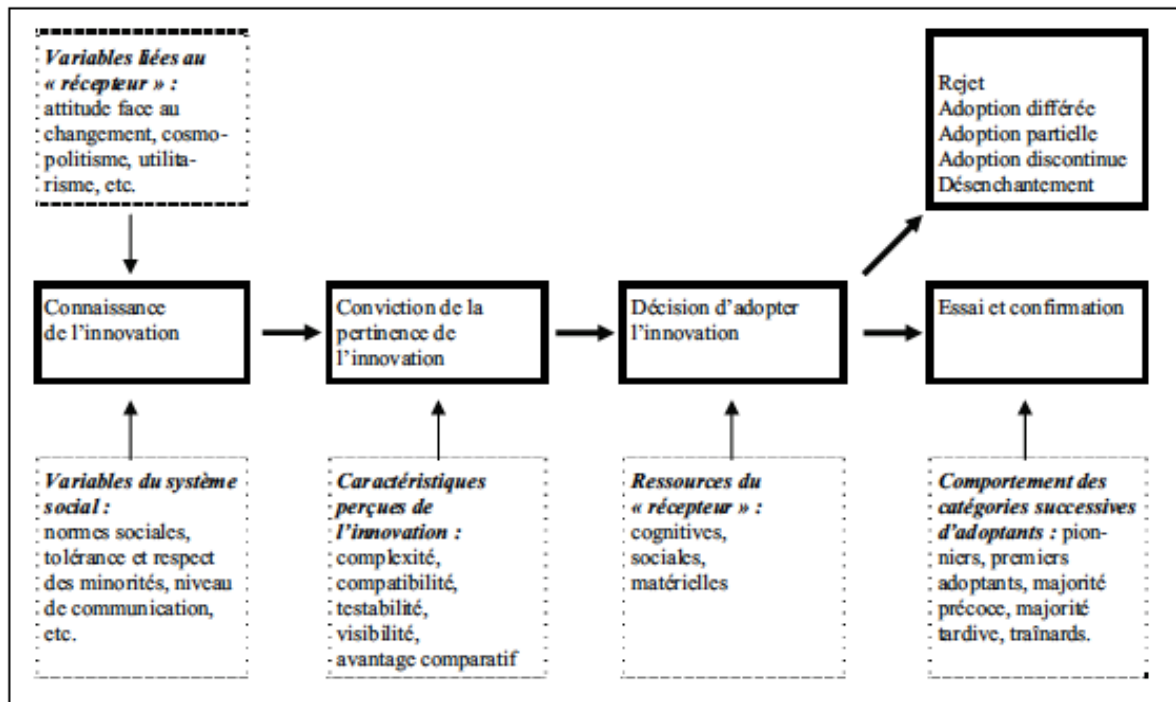 Variables liées au
« récepteur » :
attitude face au
changement, cosmo-
politisme, utilita-
risme, etc.
Rejet
Adoption différée
Adoption partielle
Adoption discontinue
Désenchantement
Connaissance
de l'innovation
Conviction de la
pertinence de
l'innovation
Décision d'adopter
l'innovation
Essai et confirmation
Variables du système
social :
normes sociales,
tolérance et respect
des minorités, niveau
de communication,
etc.
Caractéristiques
perçues de
l'innovation :
complexité,
compatibilité,
testabilité,
visibilité,
avantage comparatif
Ressources du
« récepteur » :
cognitives,
sociales,
matérielles
Comportement des
catégories successives
d'adoptants : pion-
niers, premiers
adoptants, majorité
précoce, majorité
tardive, traînards.